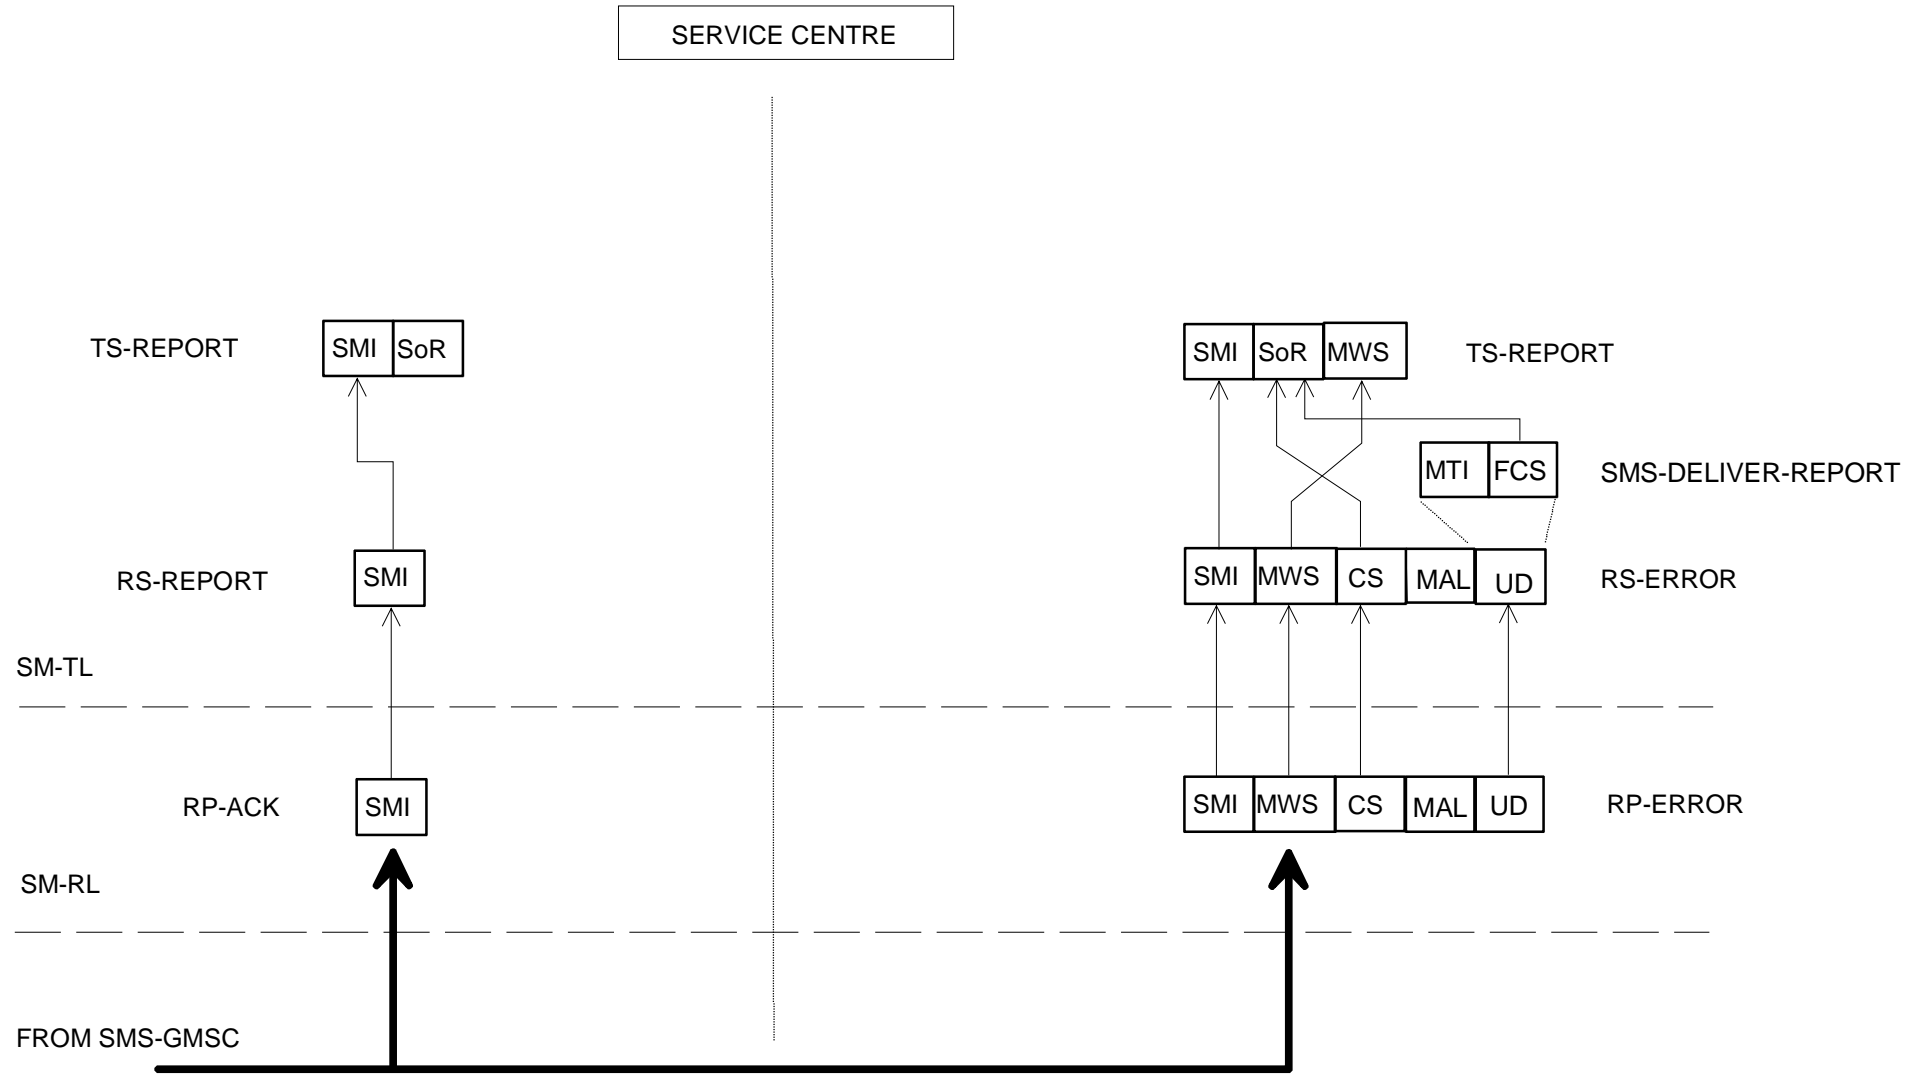 SERVICE CENTRE
TS-REPORT SMI SoR SMI SoR MWS TS-REPORT
MTI FCS SMS-DELIVER-REPORT
RS-REPORT SMI SMI MWS CS MAL UD RS-ERROR
SM-TL
RP-ACK SMI SMI MWS CS MAL UD RP-ERROR
SM-RL
FROM SMS-GMSC